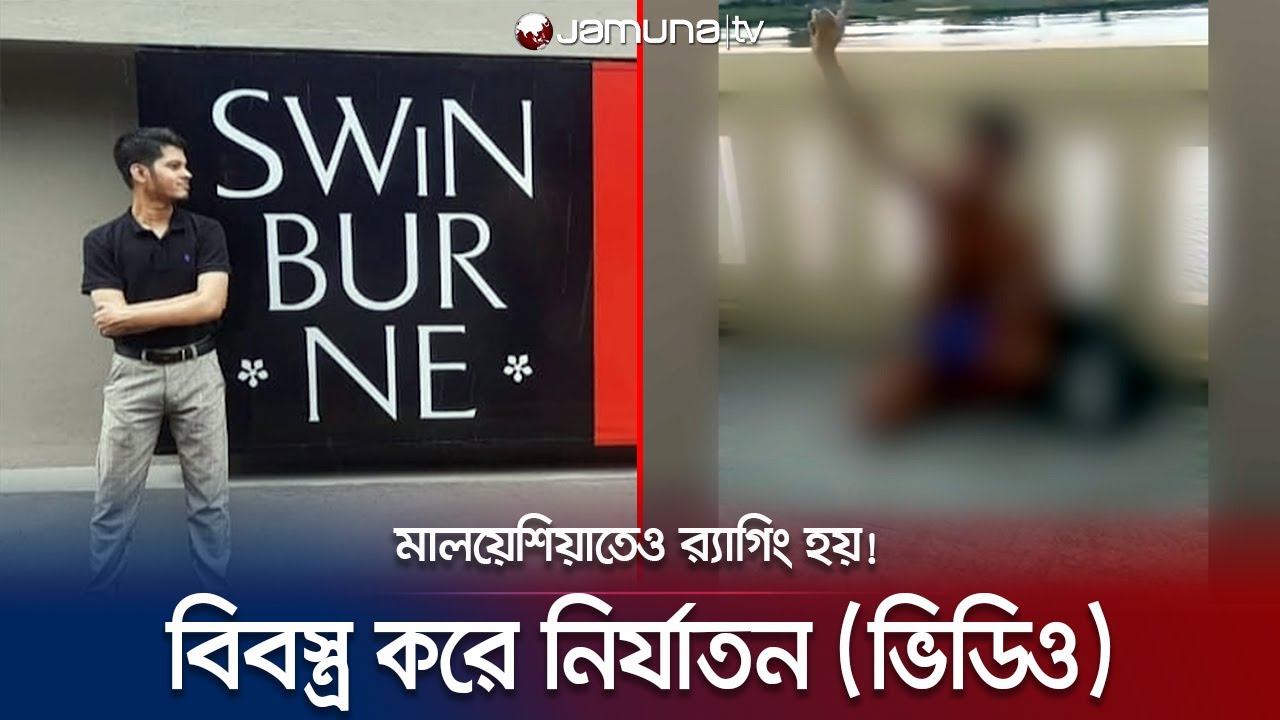 Jamuna|tv
SWiN
BUR
NE
মালয়েশিয়াতেও র‍্যাগিং হয়!
বিবস্ত্র করে নির্যাতন (ভিডিও)